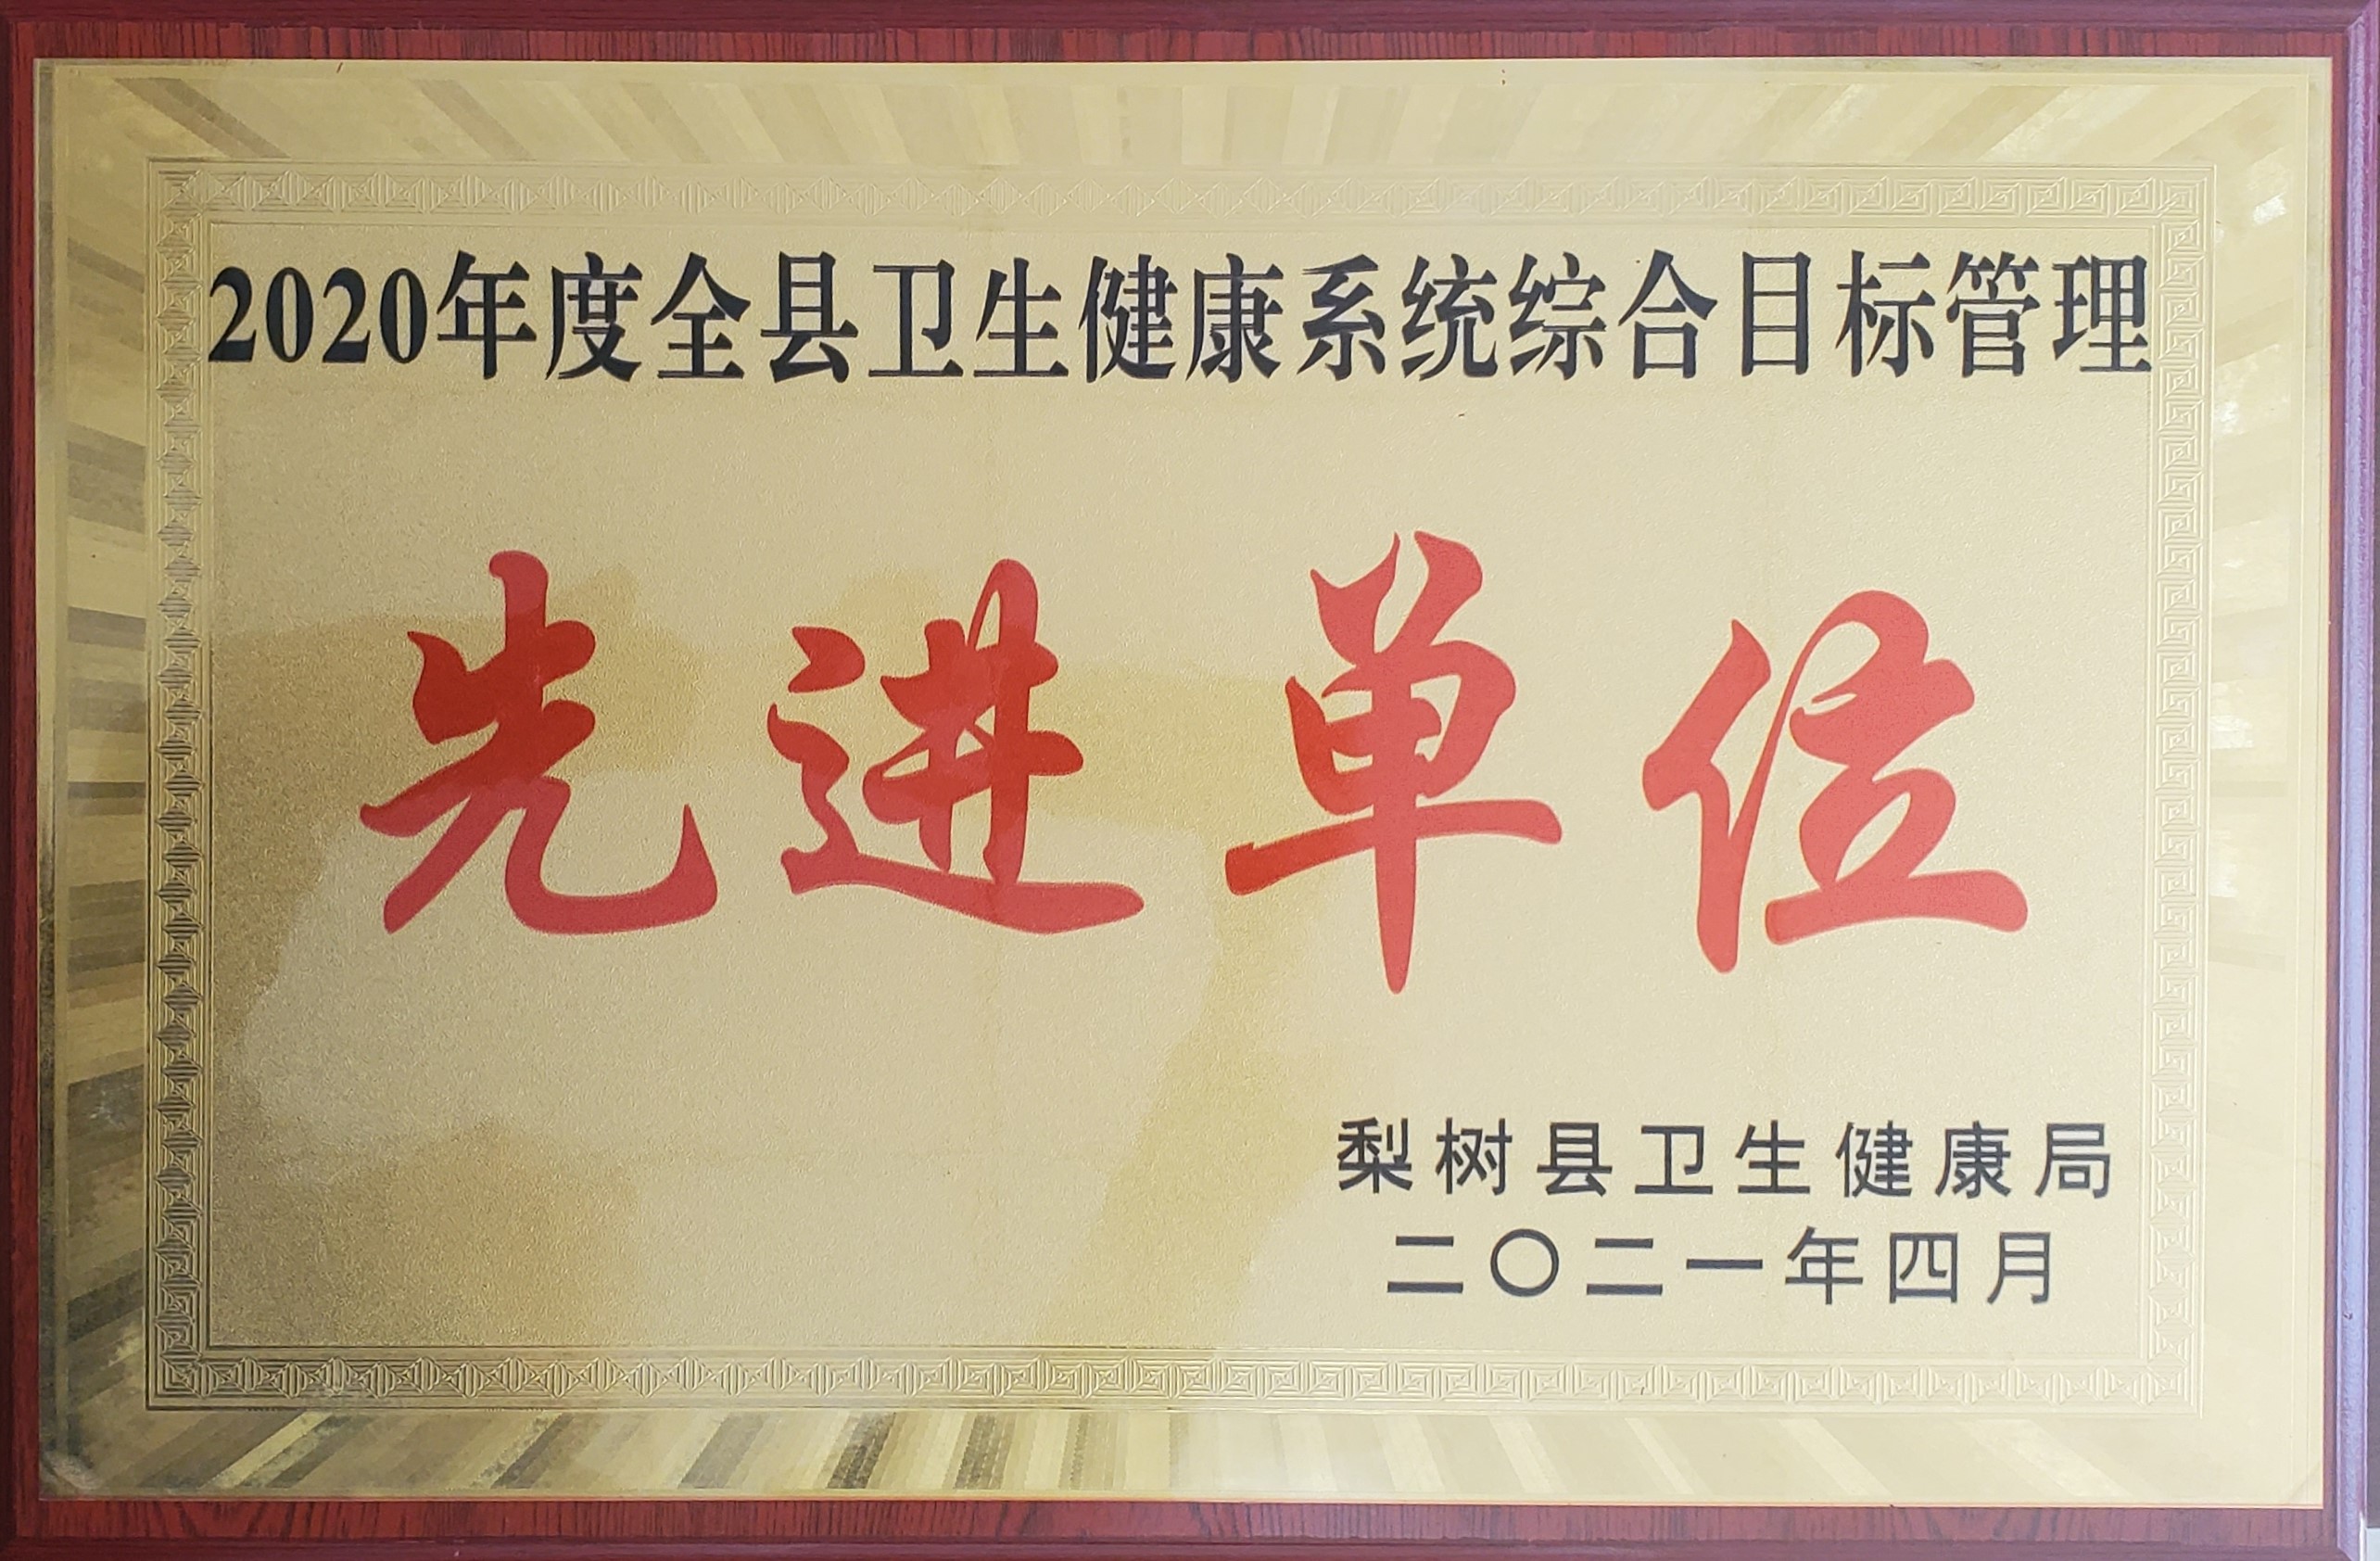 2020年度全县卫生健康系统综合目标管理
先进单位
梨树县卫生健康局
二〇二一年四月